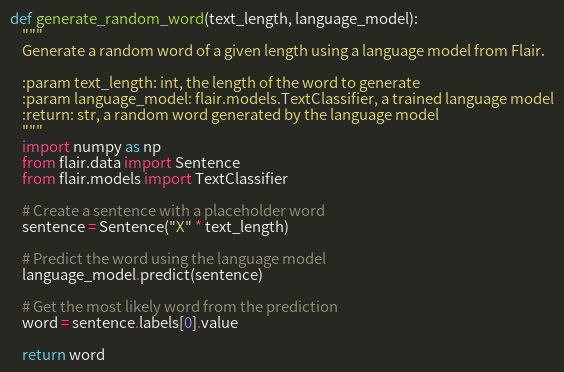 def generate_random_word(text_length, language_model):
    """
    Generate a random word of a given length using a language model from Flair.

    :param text_length: int, the length of the word to generate
    :param language_model: flair.models.TextClassifier, a trained language model
    :return: str, a random word generated by the language model
    """
    import numpy as np
    from flair.data import Sentence
    from flair.models import TextClassifier

    # Create a sentence with a placeholder word
    sentence = Sentence("X" * text_length)

    # Predict the word using the language model
    language_model.predict(sentence)

    # Get the most likely word from the prediction
    word = sentence.labels[0].value

    return word